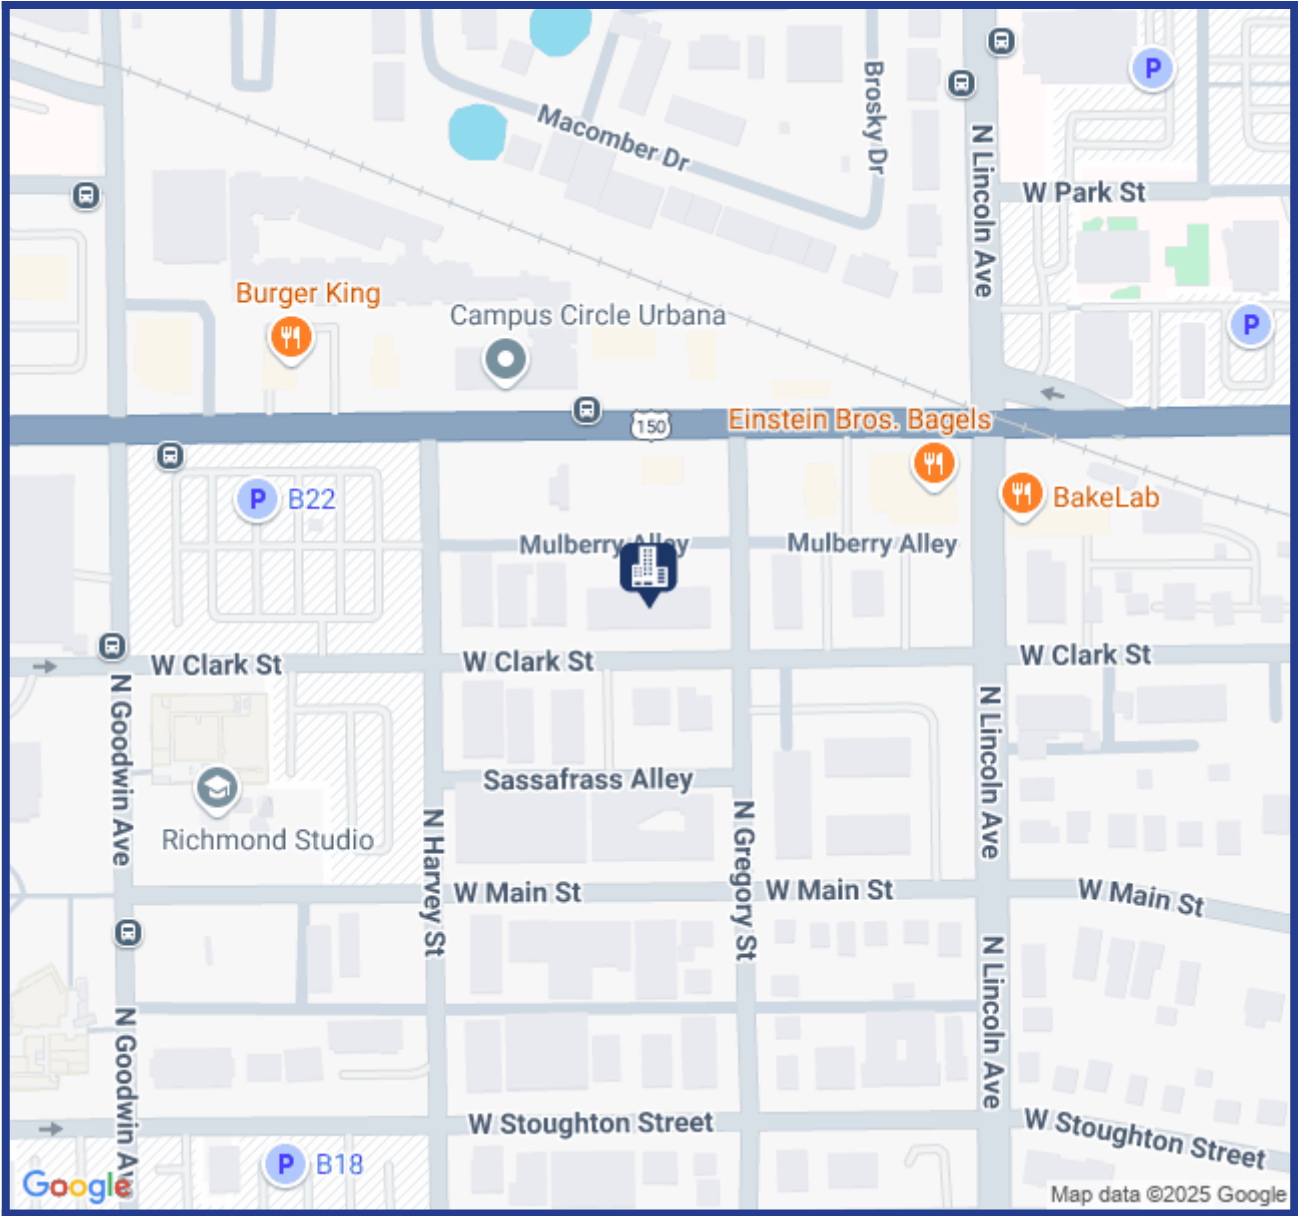 Brosky Dr
P
Macomber Dr
N Lincoln Ave
W Park St
Burger King
Campus Circle Urbana
P
150
Einstein Bros. Bagels
P
B22
BakeLab
Mulberry Alley
Mulberry Alley
W Clark St
W Clark St
W Clark St
N Goodwin Ave
N Lincoln Ave
Sassafrass Alley
Richmond Studio
N Harvey St
N Gregory St
W Main St
W Main St
W Main St
N Lincoln Ave
N Goodwin Ave
W Stoughton Street
W Stoughton Street
P
B18
Google
Map data ©2025 Google